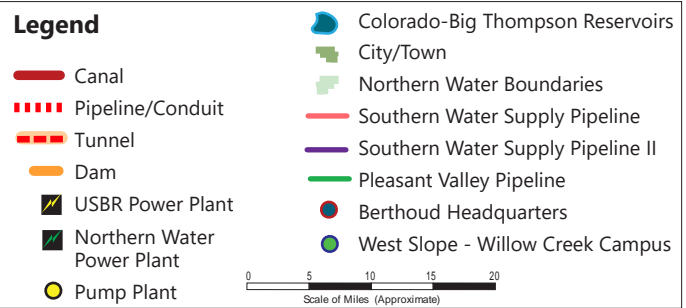 Legend
Canal
Pipeline/Conduit
Tunnel
Dam
USBR Power Plant
Northern Water
Power Plant
Pump Plant
Colorado-Big Thompson Reservoirs
City/Town
Northern Water Boundaries
Southern Water Supply Pipeline
Southern Water Supply Pipeline II
Pleasant Valley Pipeline
Berthoud Headquarters
West Slope - Willow Creek Campus
0 5 10 15 20
Scale of Miles (Approximate)